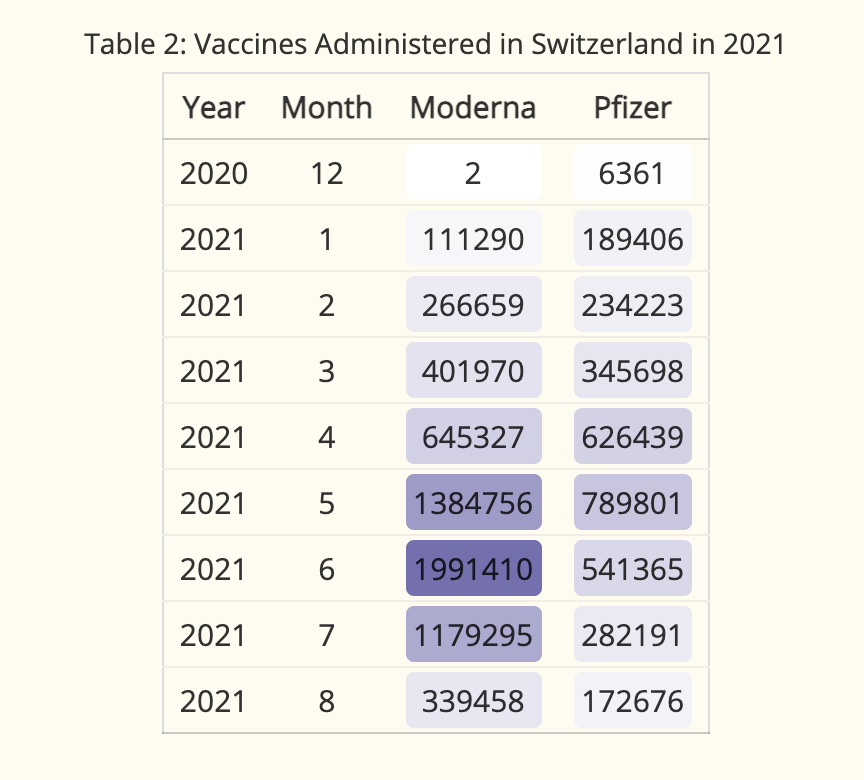 Table 2: Vaccines Administered in Switzerland in 2021
Year Month Moderna Pfizer
2020 12 2 6361
2021 1 111290 189406
2021 2 266659 234223
2021 3 401970 345698
2021 4 645327 626439
2021 5 1384756 789801
2021 6 1991410 541365
2021 7 1179295 282191
2021 8 339458 172676